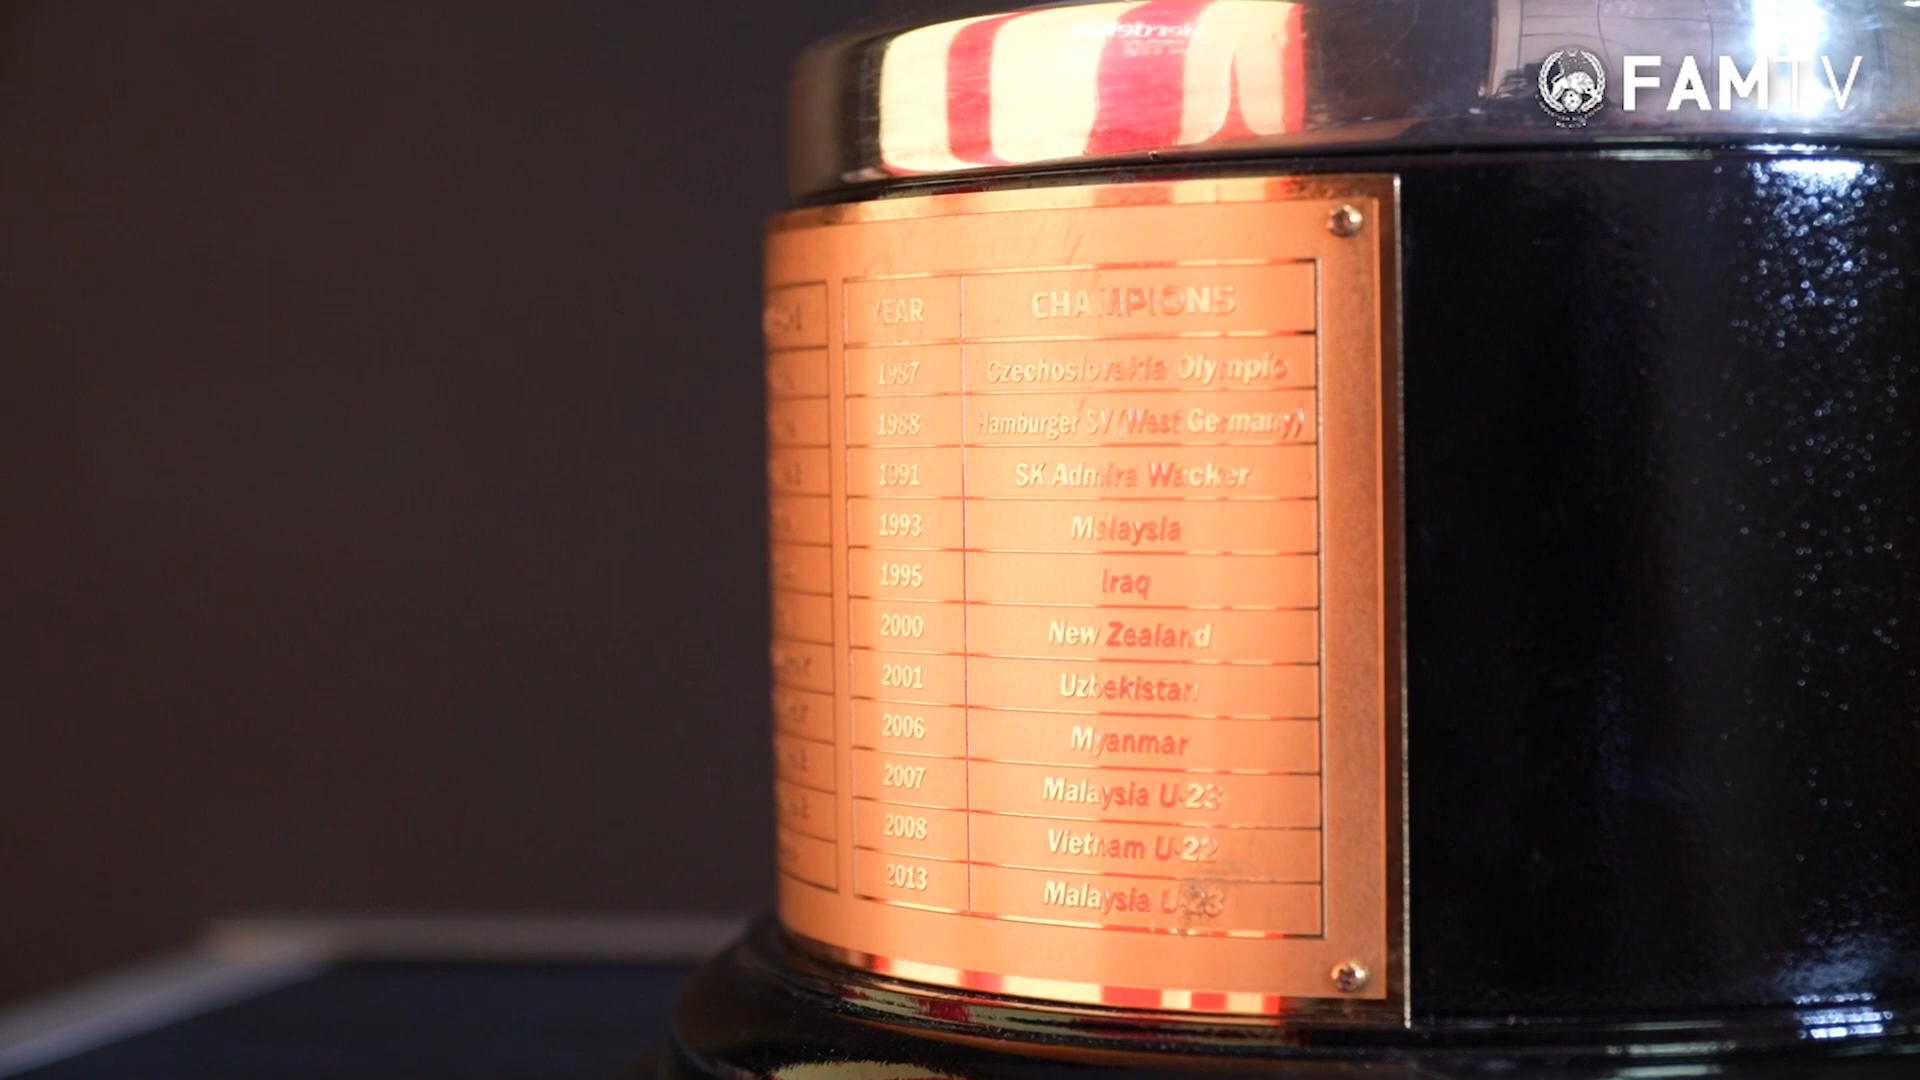 FAMTV
YEAR CHAMPIONS
1987 Czechoslovakia Olympic
1988 Hamburger SV (West Germany)
1991 SK Admira Wacker
1993 Malaysia
1995 Iraq
2000 New Zealand
2001 Uzbekistan
2006 Myanmar
2007 Malaysia U-23
2008 Vietnam U-22
2013 Malaysia U-23